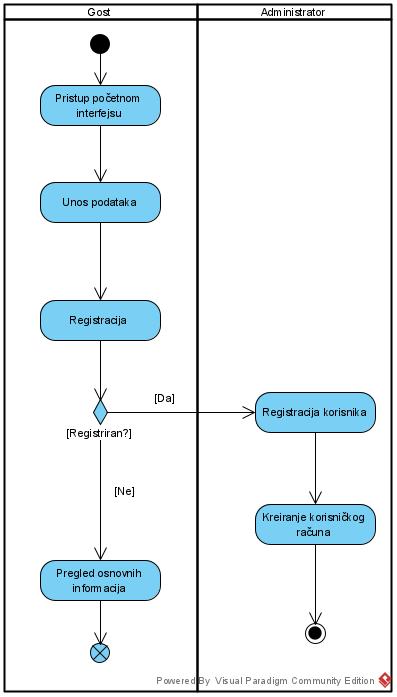 Gost
Administrator
Pristup početnom
interfejsu
Unos podataka
Registracija
[Da]
Registracija korisnika
[Registriran?]
[Ne]
Kreiranje korisničkog
računa
Pregled osnovnih
informacija
Powered By Visual Paradigm Community Edition